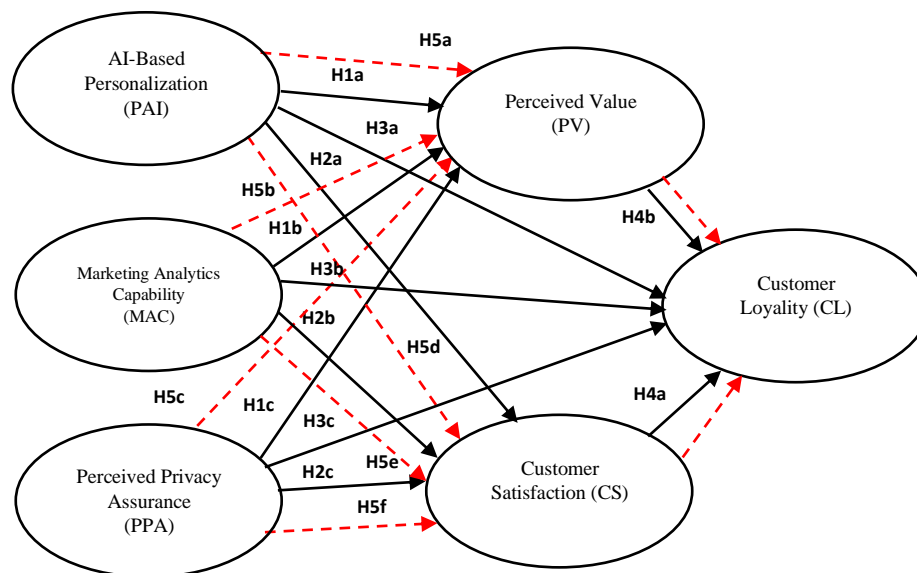 AI-Based
Personalization
(PAI)
H5a
H1a
Perceived Value
(PV)
H3a
H2a
H5b
H1b
H4b
Marketing Analytics
Capability
(MAC)
H3b
Customer
Loyality (CL)
H2b
H5d
H5c
H1c
H3c
H4a
Perceived Privacy
Assurance
(PPA)
H2c
H5e
Customer
Satisfaction (CS)
H5f